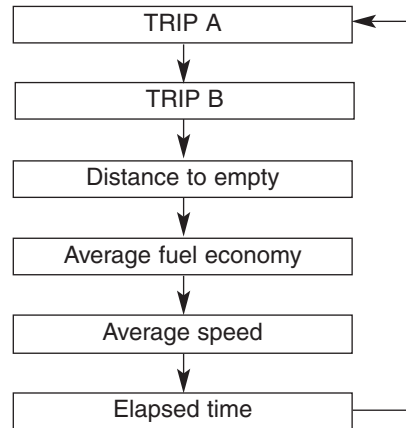 TRIP A
TRIP B
Distance to empty
Average fuel economy
Average speed
Elapsed time